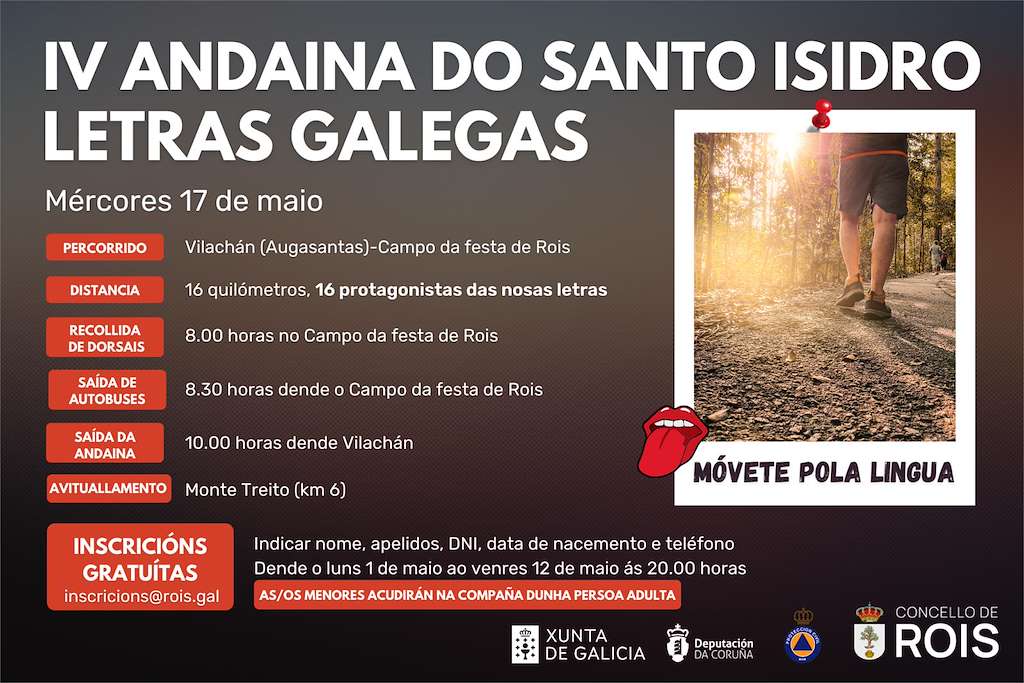 IV ANDAINA DO SANTO ISIDRO
LETRAS GALEGAS
Mércores 17 de maio
PERCORRIDO
Vilachán (Augasantas)-Campo da festa de Rois
DISTANCIA
16 quilómetros, 16 protagonistas das nosas letras
RECOLLIDA
DE DORSAIS
8.00 horas no Campo da festa de Rois
SAÍDA DE
AUTOBUSES
8.30 horas dende o Campo da festa de Rois
SAÍDA DA
ANDAINA
10.00 horas dende Vilachán
AVITUALLAMENTO
Monte Treito (km 6)
MÓVETE POLA LINGUA
INSCRICIÓNS
GRATUÍTAS
inscricions@rois.gal
Indicar nome, apelidos, DNI, data de nacemento e teléfono
Dende o luns 1 de maio ao venres 12 de maio ás 20.00 horas
AS/OS MENORES ACUDIRÁN NA COMPAÑA DUNHA PERSOA ADULTA
XUNTA
DE GALICIA
Deputación
DA CORUÑA
PROTECCIÓN CIVIL
CONCELLO DE
ROIS